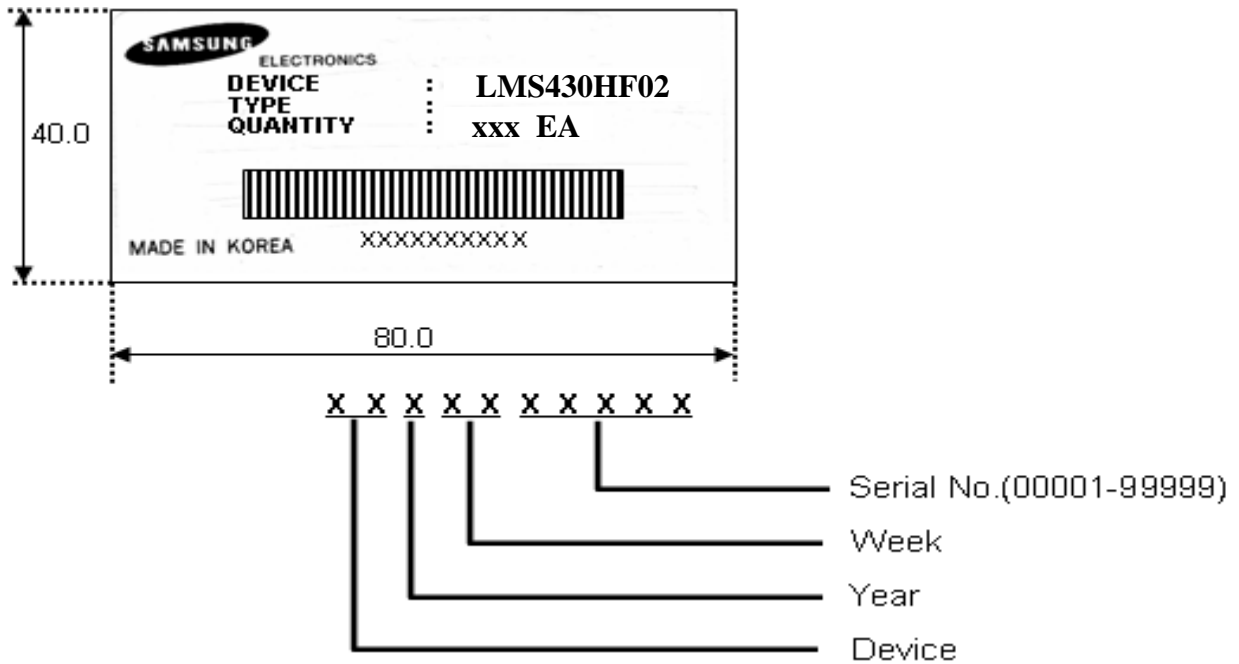 SAMSUNG
ELECTRONICS
DEVICE : LMS430HF02
TYPE :
QUANTITY : xxx EA
40.0
MADE IN KOREA XXXXXXXXXX
80.0
X X X X X X X X X X
Serial No.(00001-99999)
Week
Year
Device